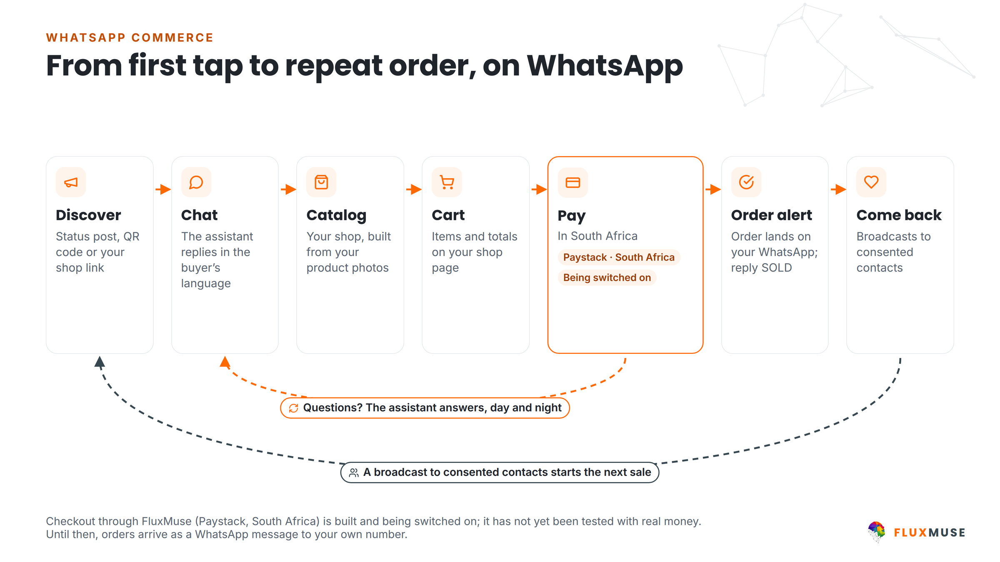 WHATSAPP COMMERCE
From first tap to repeat order, on WhatsApp
Discover
Status post, QR
code or your
shop link
Chat
The assistant
replies in the
buyer’s
language
Catalog
Your shop, built
from your
product photos
Cart
Items and totals
on your shop
page
Pay
In South Africa
Paystack · South Africa
Being switched on
Order alert
Order lands on
your WhatsApp;
reply SOLD
Come back
Broadcasts to
consented
contacts
Questions? The assistant answers, day and night
A broadcast to consented contacts starts the next sale
Checkout through FluxMuse (Paystack, South Africa) is built and being switched on; it has not yet been tested with real money.
Until then, orders arrive as a WhatsApp message to your own number.
FLUXMUSE